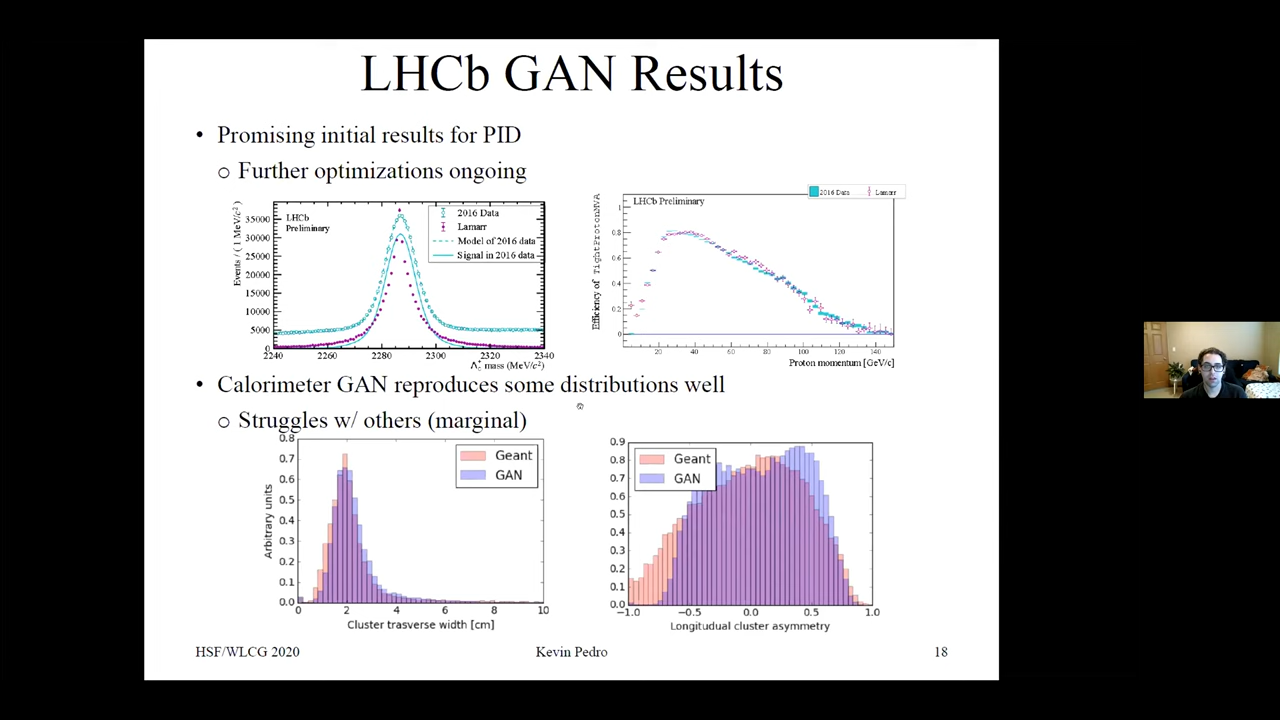 LHCb GAN Results
• Promising initial results for PID
o Further optimizations ongoing
Events / ( 1 MeV/c² )
35000
30000
25000
20000
15000
10000
5000
0
LHCb
Preliminary
2016 Data
Lamarr
Model of 2016 data
Signal in 2016 data
2240 2260 2280 2300 2320 2340
Λc+ mass (MeV/c²)
Efficiency of TightProtonMVA
1
0.8
0.6
0.4
0.2
0
LHCb Preliminary
2016 Data Lamarr
20 40 60 80 100 120 140
Proton momentum [GeV/c]
• Calorimeter GAN reproduces some distributions well
o Struggles w/ others (marginal)
Arbitrary units
0.8
0.7
0.6
0.5
0.4
0.3
0.2
0.1
0.0
Geant
GAN
0 2 4 6 8 10
Cluster trasverse width [cm]
0.9
0.8
0.7
0.6
0.5
0.4
0.3
0.2
0.1
0.0
Geant
GAN
−1.0 −0.5 0.0 0.5 1.0
Longitudual cluster asymmetry
HSF/WLCG 2020 Kevin Pedro 18